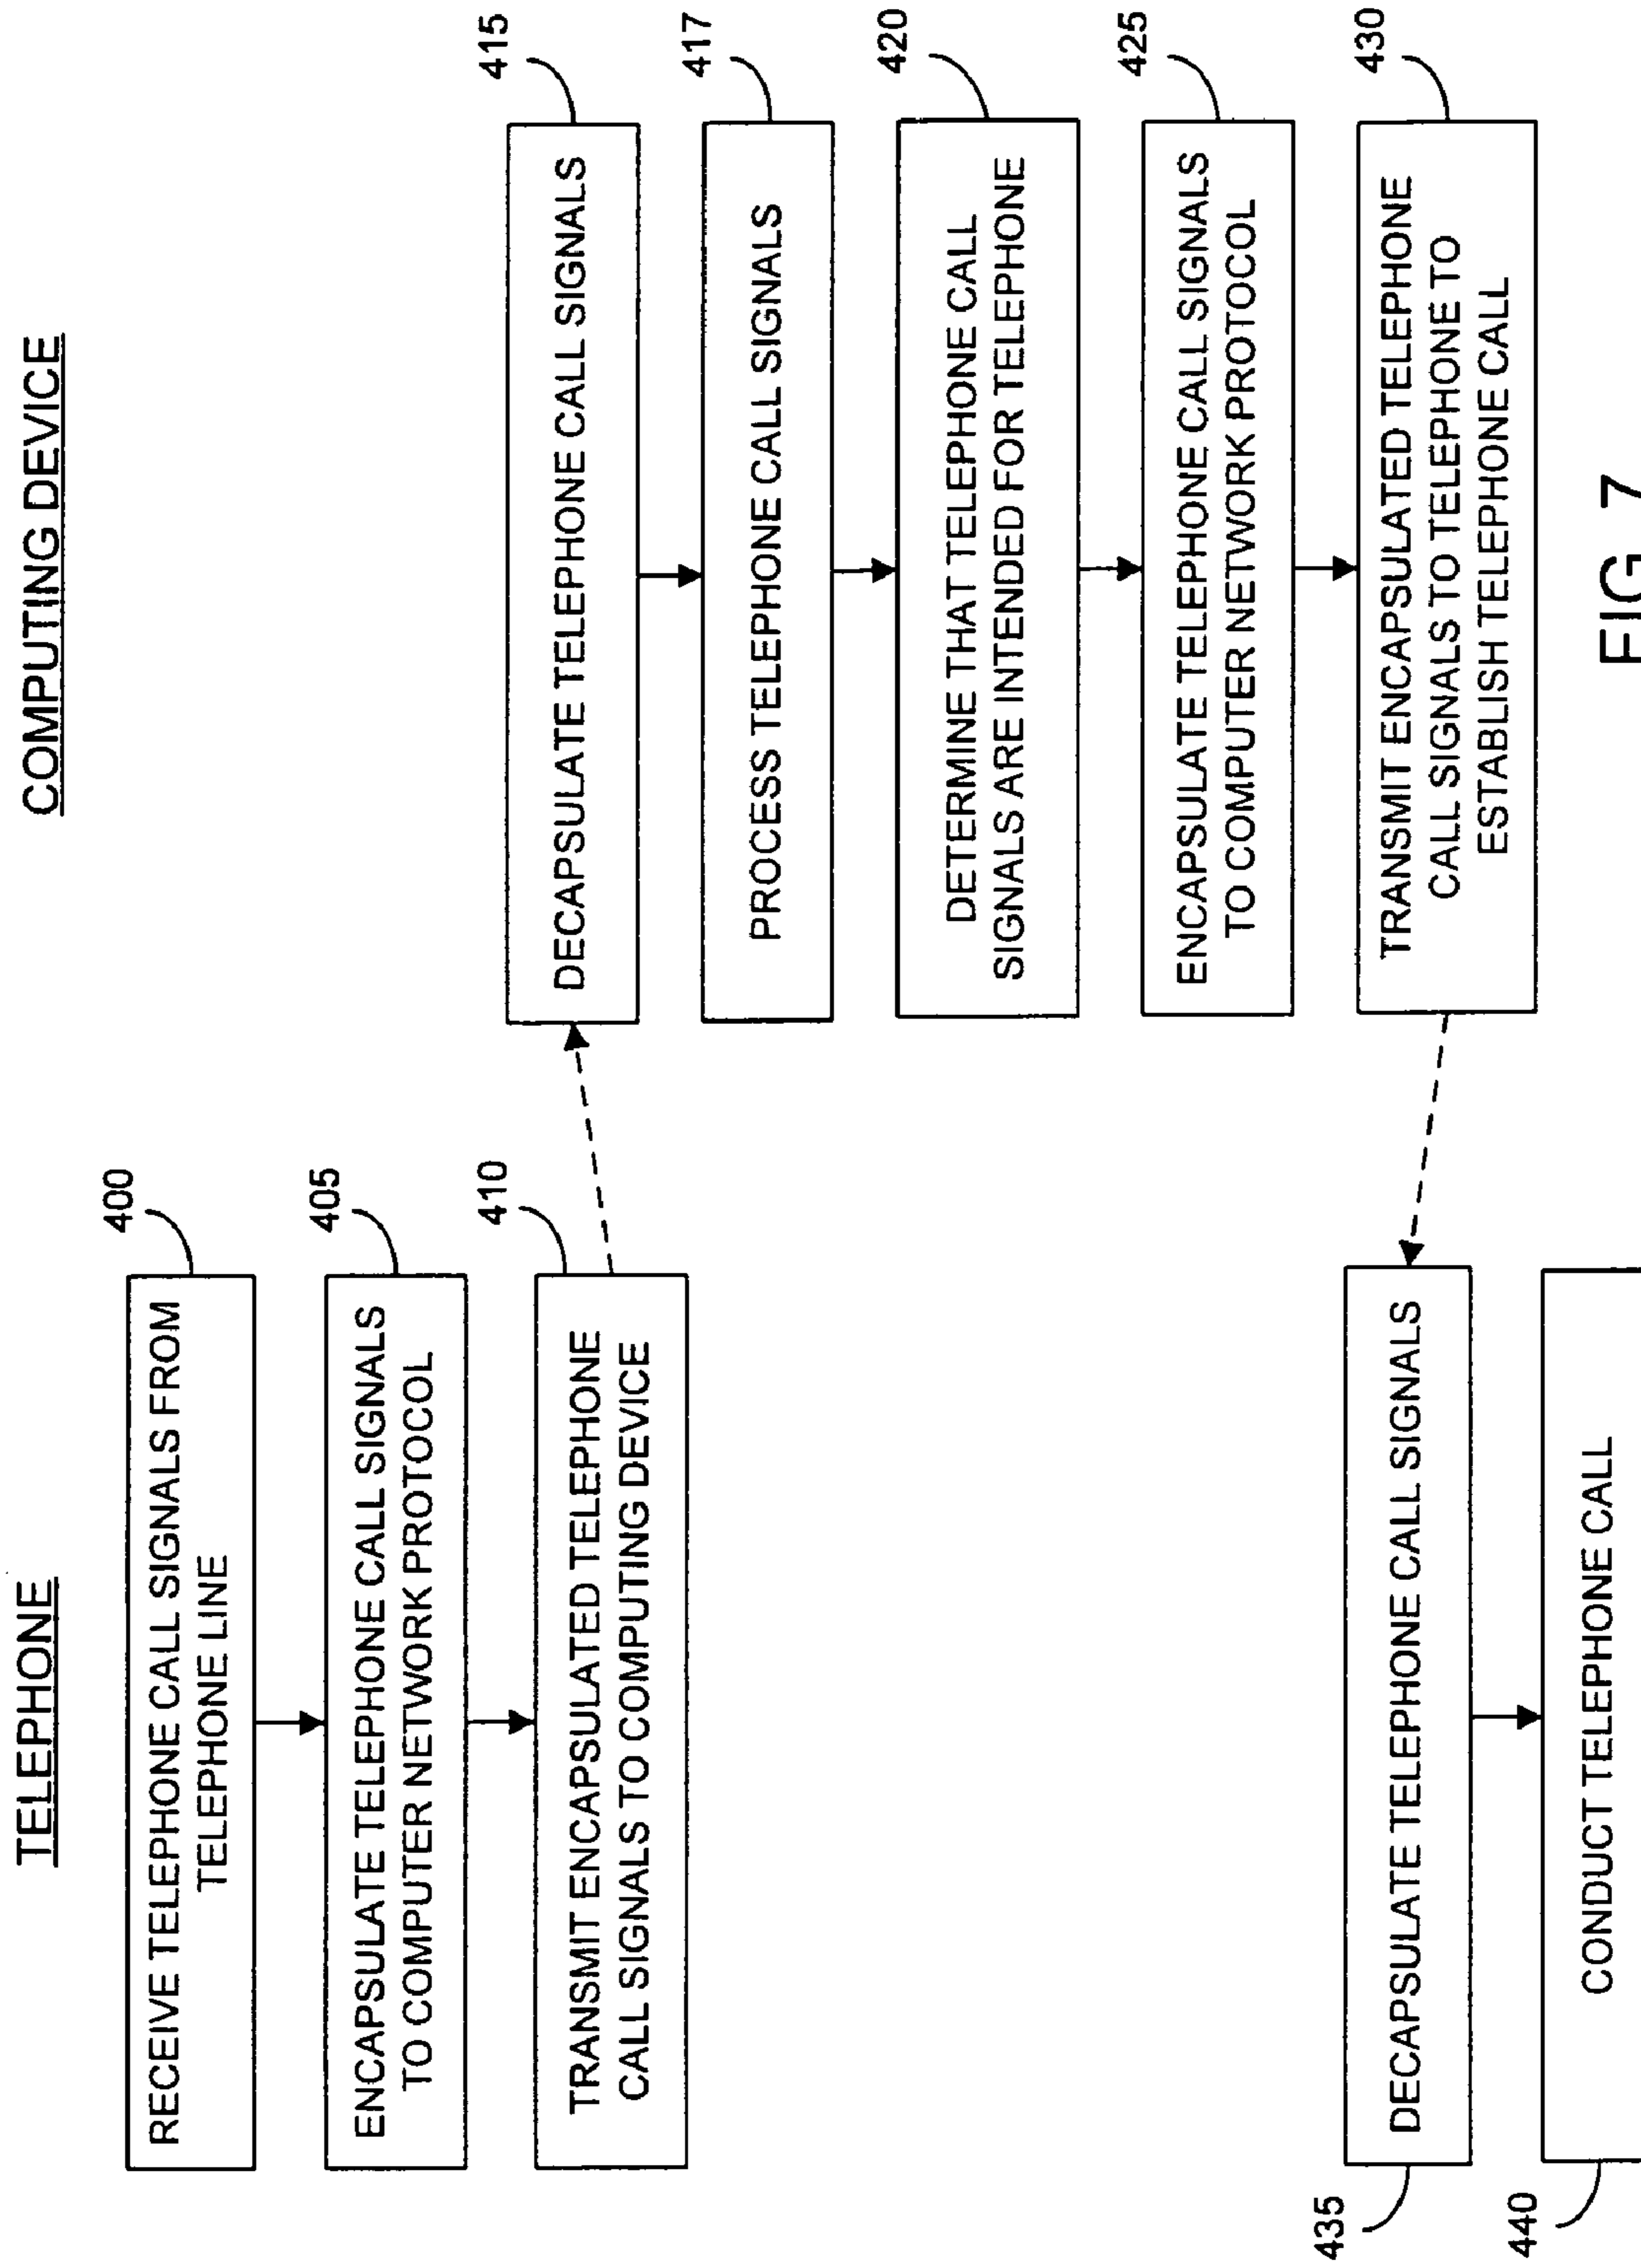 TELEPHONE
COMPUTING DEVICE
400
RECEIVE TELEPHONE CALL SIGNALS FROM
TELEPHONE LINE
405
ENCAPSULATE TELEPHONE CALL SIGNALS
TO COMPUTER NETWORK PROTOCOL
410
TRANSMIT ENCAPSULATED TELEPHONE
CALL SIGNALS TO COMPUTING DEVICE
415
DECAPSULATE TELEPHONE CALL SIGNALS
417
PROCESS TELEPHONE CALL SIGNALS
420
DETERMINE THAT TELEPHONE CALL
SIGNALS ARE INTENDED FOR TELEPHONE
425
ENCAPSULATE TELEPHONE CALL SIGNALS
TO COMPUTER NETWORK PROTOCOL
430
TRANSMIT ENCAPSULATED TELEPHONE
CALL SIGNALS TO TELEPHONE TO
ESTABLISH TELEPHONE CALL
435
DECAPSULATE TELEPHONE CALL SIGNALS
440
CONDUCT TELEPHONE CALL
FIG 7